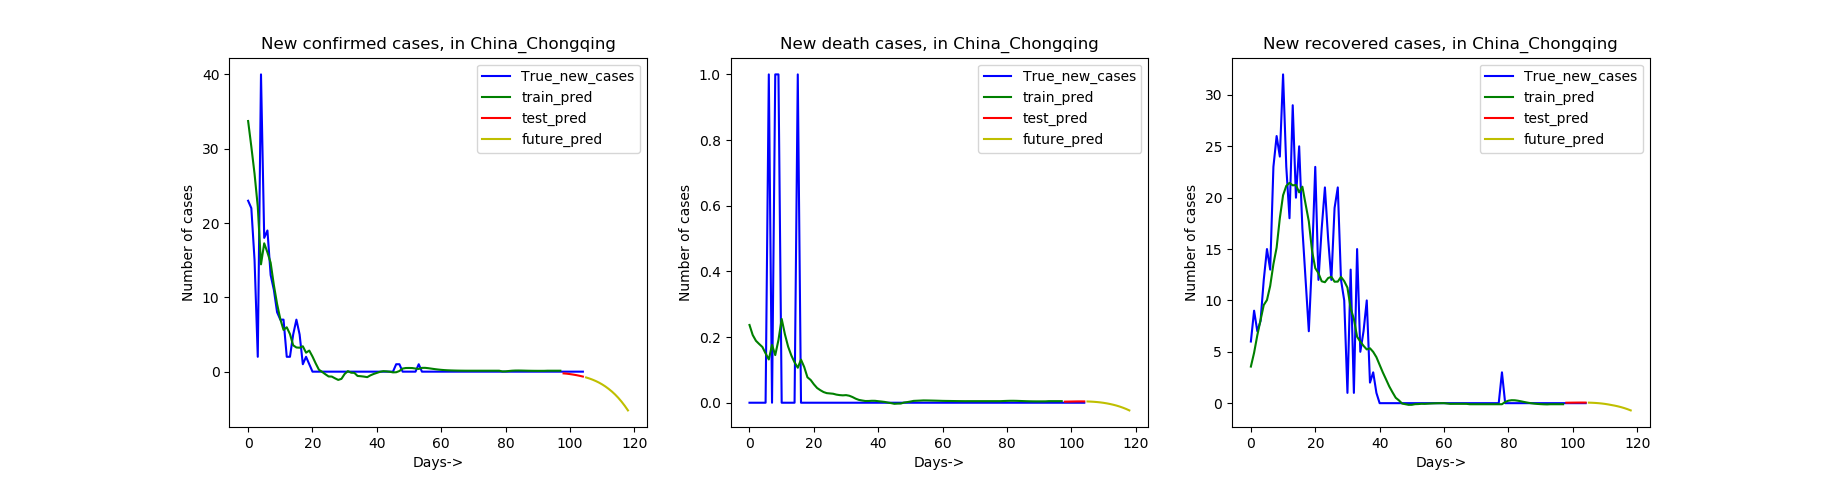 New confirmed cases, in China_Chongqing
40
30
20
10
0
Number of cases
0 20 40 60 80 100 120
Days->
True_new_cases
train_pred
test_pred
future_pred
New death cases, in China_Chongqing
1.0
0.8
0.6
0.4
0.2
0.0
Number of cases
0 20 40 60 80 100 120
Days->
True_new_cases
train_pred
test_pred
future_pred
New recovered cases, in China_Chongqing
30
25
20
15
10
5
0
Number of cases
0 20 40 60 80 100 120
Days->
True_new_cases
train_pred
test_pred
future_pred